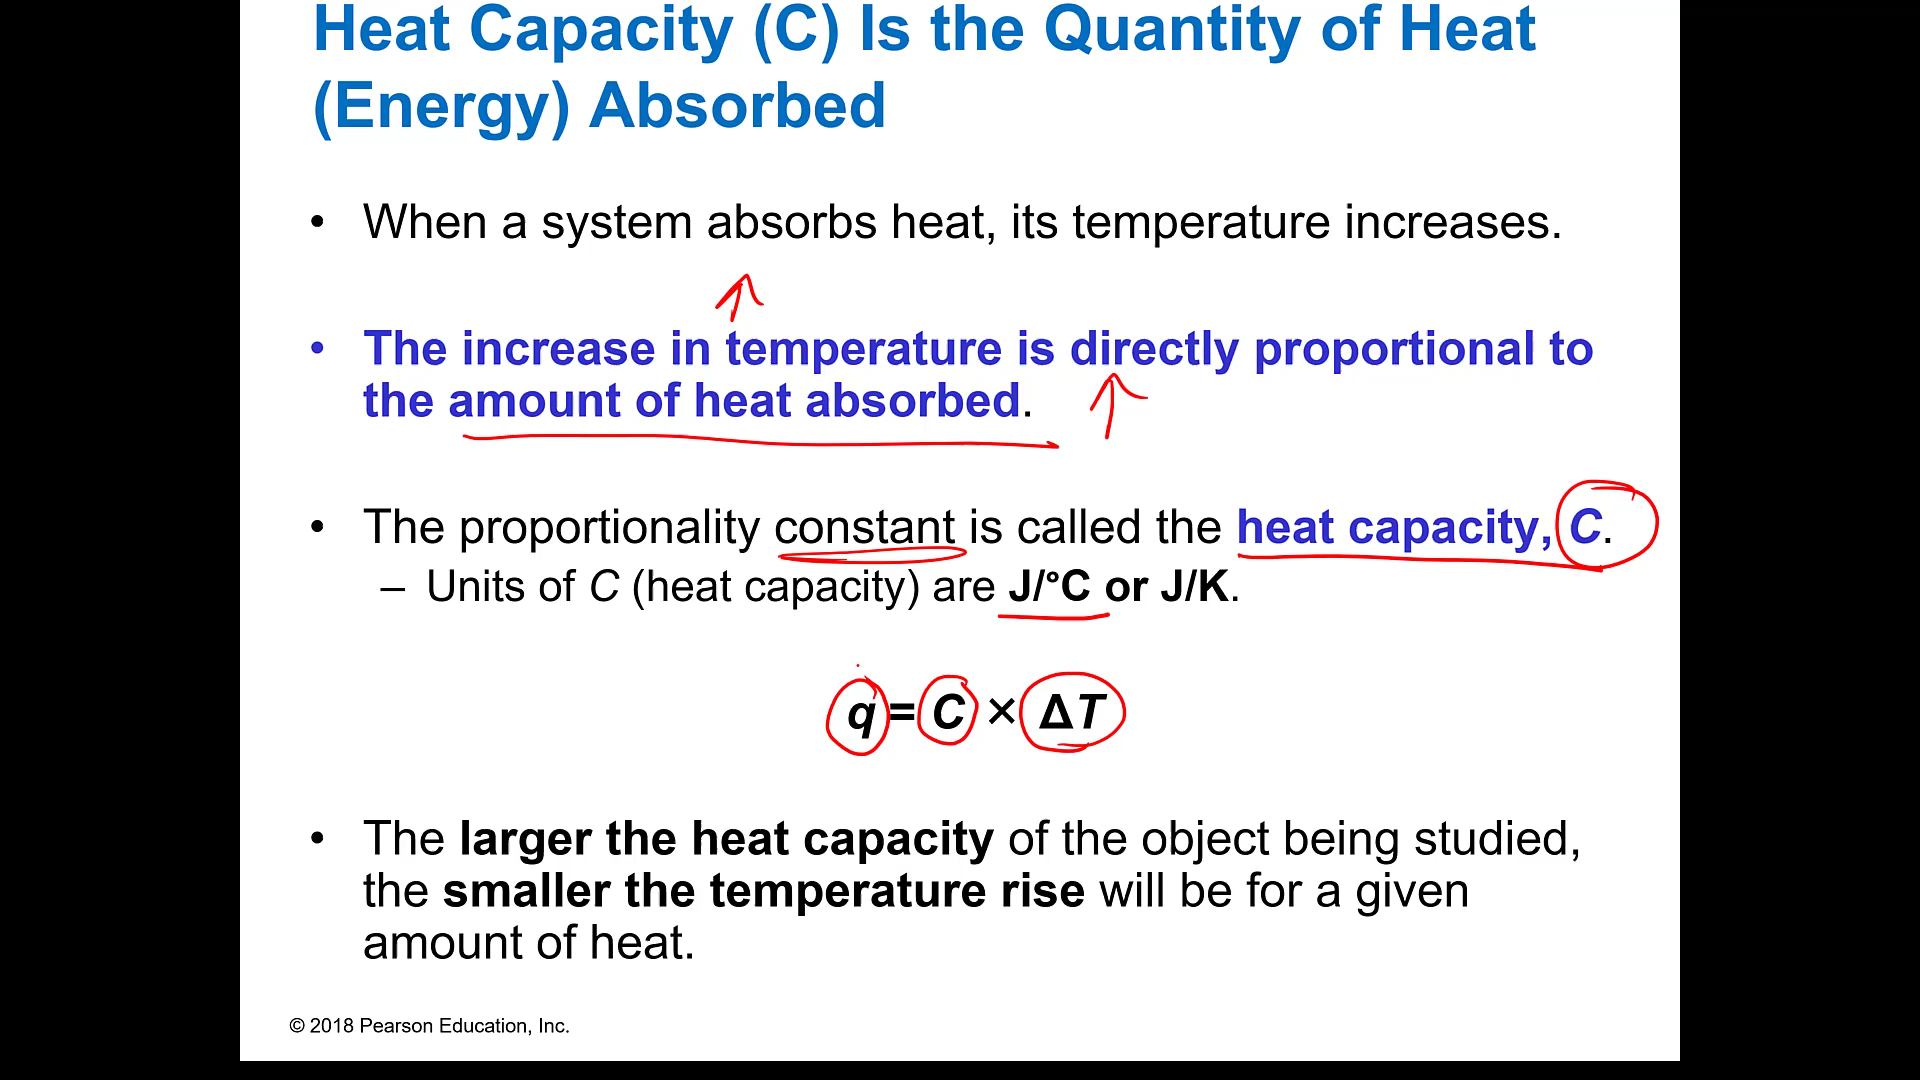 Heat Capacity (C) Is the Quantity of Heat
(Energy) Absorbed
• When a system absorbs heat, its temperature increases.
• The increase in temperature is directly proportional to
the amount of heat absorbed.
• The proportionality constant is called the heat capacity, C.
– Units of C (heat capacity) are J/°C or J/K.
q = C × ΔT
• The larger the heat capacity of the object being studied,
the smaller the temperature rise will be for a given
amount of heat.
© 2018 Pearson Education, Inc.